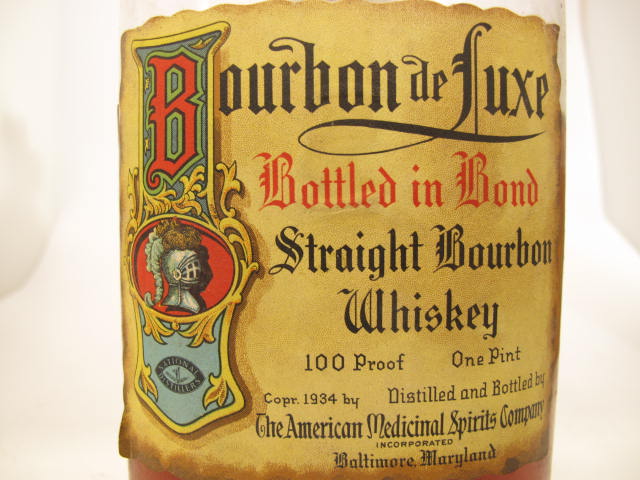 Bourbon de Luxe
Bottled in Bond
Straight Bourbon
Whiskey
100 Proof One Pint
Copr. 1934 by Distilled and Bottled by
The American Medicinal Spirits Company
INCORPORATED
Baltimore, Maryland
NATIONAL
DISTILLERS